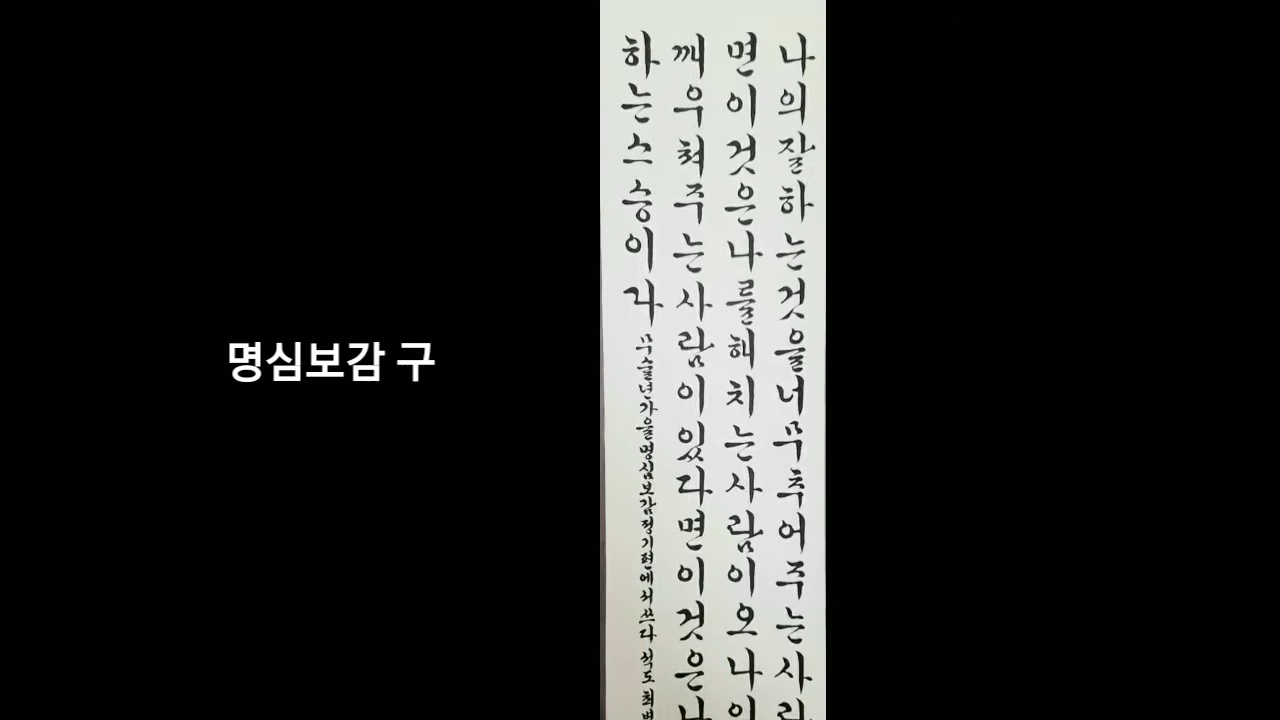 명심보감 구
나의잘하는것을너무추어주는사
면이것은나를해치는사람이오나
깨우쳐주는사람이있다면이것은
하는스승이라
무술년가을명심보감정기편에서쓰다 석도 최